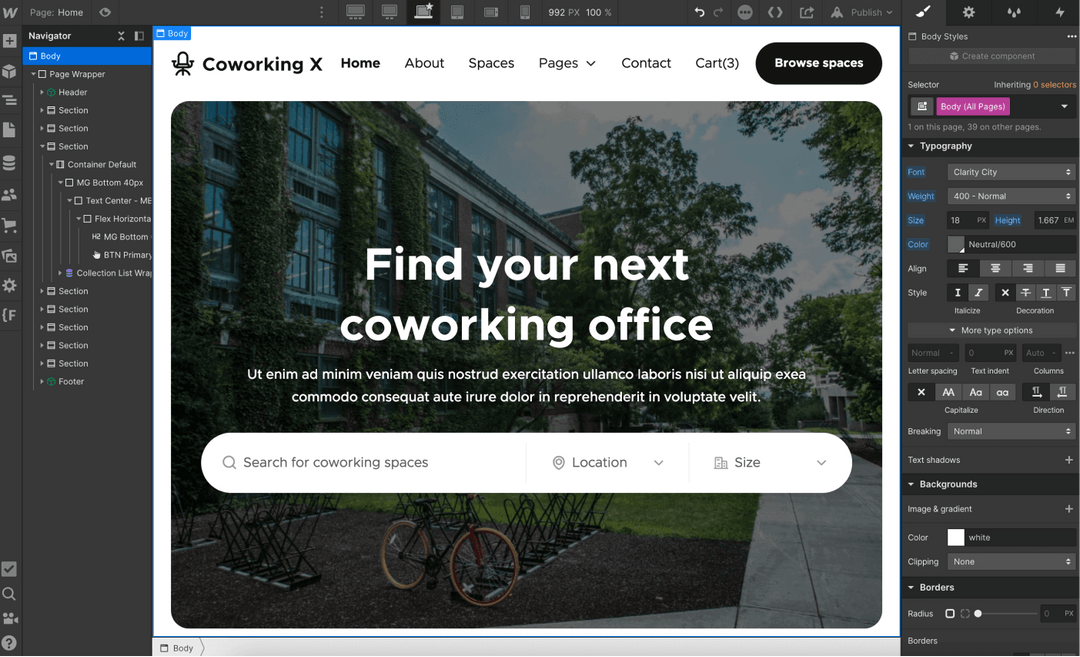 Page: Home
992 PX 100 %
Publish
Navigator
Body
Page Wrapper
Header
Section
Section
Section
Container Default
MG Bottom 40px
Text Center - MB
Flex Horizonta
H2 MG Bottom
BTN Primary
Collection List Wrap
Section
Section
Section
Section
Section
Footer
Body
Coworking X
Home
About
Spaces
Pages
Contact
Cart(3)
Browse spaces
Find your next
coworking office
Ut enim ad minim veniam quis nostrud exercitation ullamco laboris nisi ut aliquip exea
commodo consequat aute irure dolor in reprehenderit in voluptate velit.
Search for coworking spaces
Location
Size
Body
Body Styles
Create component
Selector
Inheriting 0 selectors
Body (All Pages)
1 on this page, 39 on other pages.
Typography
Font
Clarity City
Weight
400 - Normal
Size
18 PX
Height
1.667 EM
Color
Neutral/600
Align
Style
Italicize
Decoration
More type options
Normal
0 PX
Auto
Letter spacing
Text indent
Columns
AA
Aa
aa
Capitalize
Direction
Breaking
Normal
Text shadows
Backgrounds
Image & gradient
Color
white
Clipping
None
Borders
Radius
0 PX
Borders